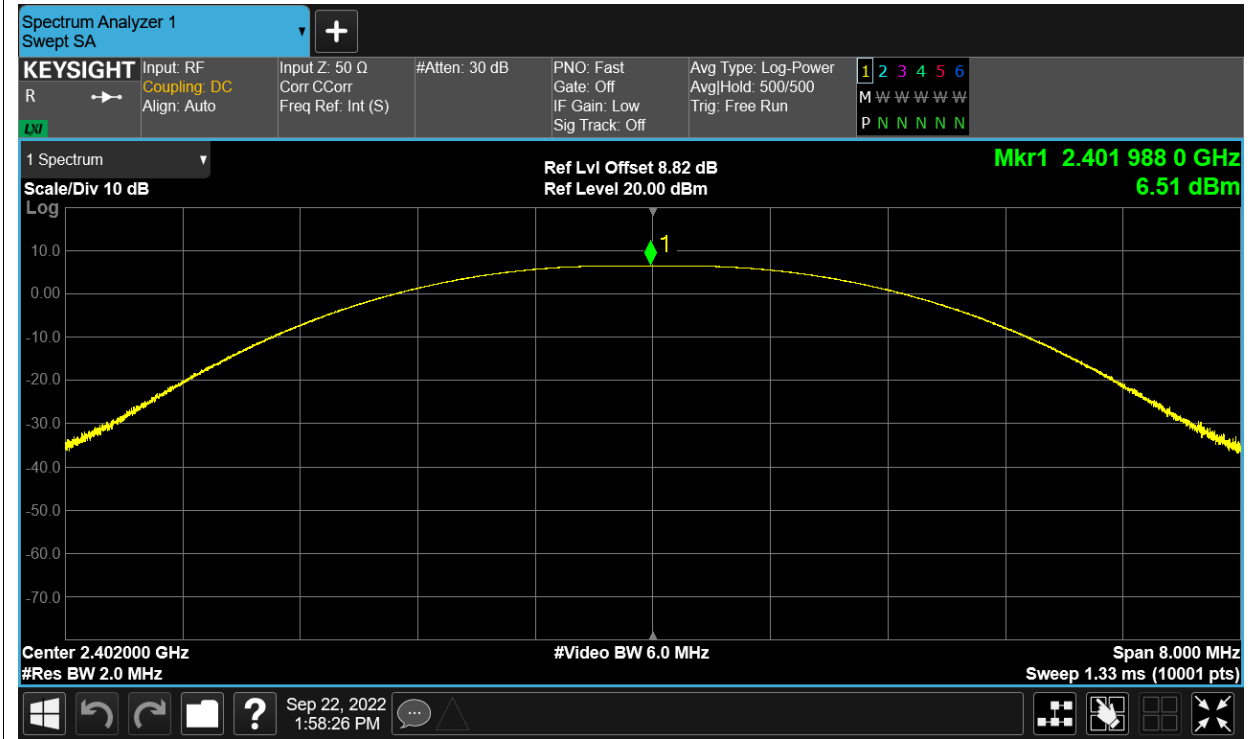 Spectrum Analyzer 1
Swept SA
KEYSIGHT
R
LXI
Input: RF
Coupling: DC
Align: Auto
Input Z: 50 Ω
Corr CCorr
Freq Ref: Int (S)
#Atten: 30 dB
PNO: Fast
Gate: Off
IF Gain: Low
Sig Track: Off
Avg Type: Log-Power
Avg|Hold: 500/500
Trig: Free Run
1 2 3 4 5 6
M W W W W W W
P N N N N N N
1 Spectrum
Scale/Div 10 dB
Log
Ref Lvl Offset 8.82 dB
Ref Level 20.00 dBm
Mkr1 2.401 988 0 GHz
6.51 dBm
1
10.0
0.00
-10.0
-20.0
-30.0
-40.0
-50.0
-60.0
-70.0
Center 2.402000 GHz
#Res BW 2.0 MHz
#Video BW 6.0 MHz
Span 8.000 MHz
Sweep 1.33 ms (10001 pts)
?
Sep 22, 2022
1:58:26 PM